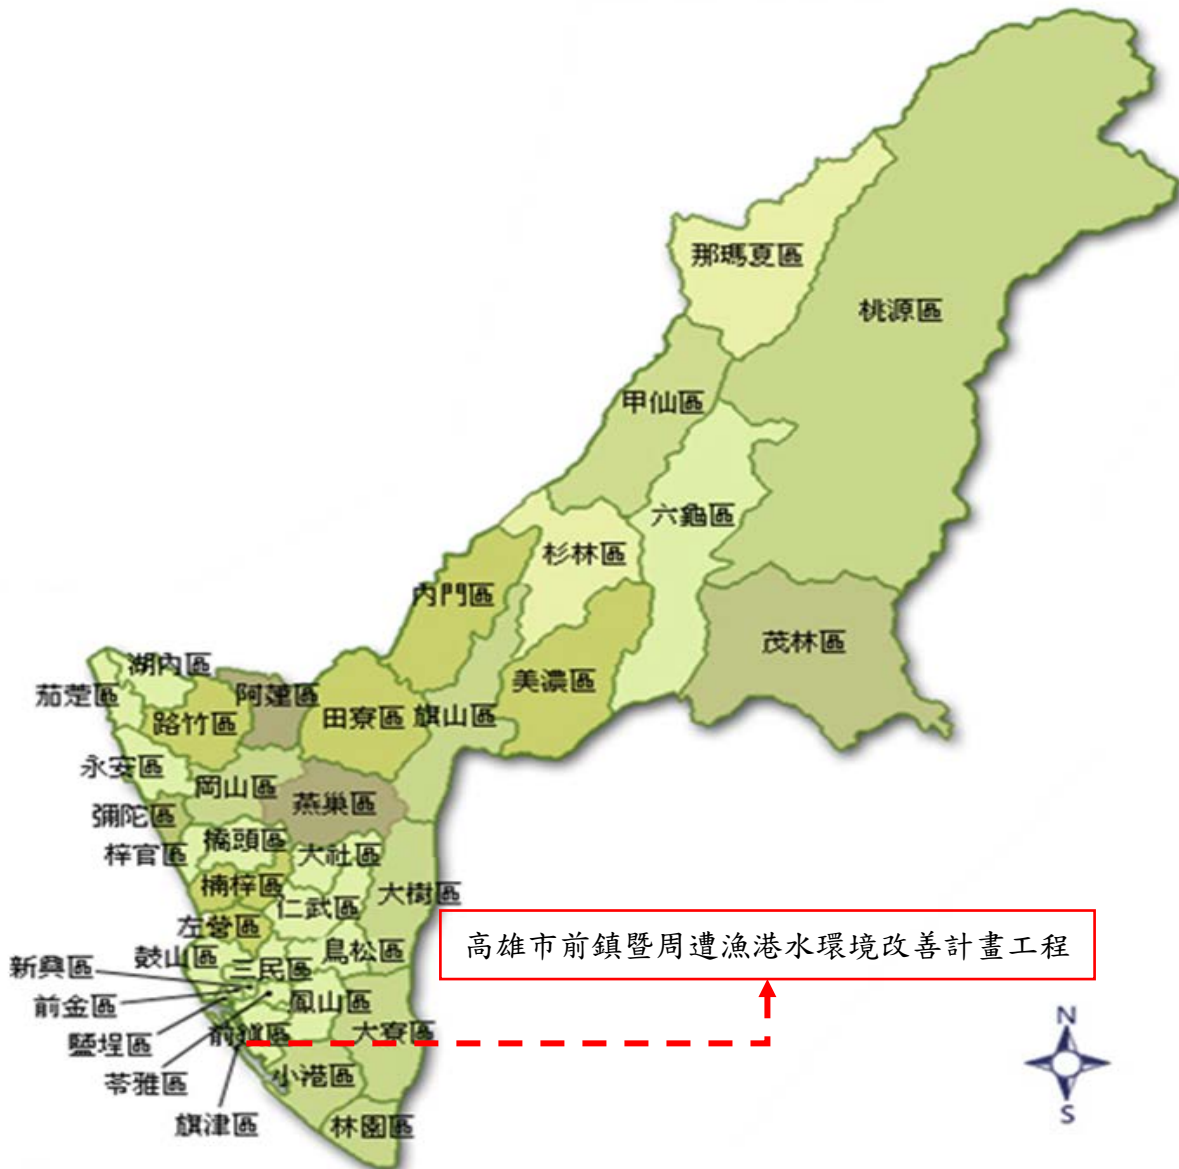 那瑪夏區
桃源區
甲仙區
六龜區
杉林區
內門區
茂林區
湖內區
美濃區
茄萣區
阿蓮區
路竹區
田寮區
旗山區
永安區
岡山區
燕巢區
彌陀區
橋頭區
梓官區
大社區
楠梓區
大樹區
仁武區
左營區
高雄市前鎮暨周遭漁港水環境改善計畫工程
鼓山區
鳥松區
新興區
三民區
前金區
鳳山區
N
鹽埕區
前鎮區
大寮區
苓雅區
小港區
旗津區
林園區
S